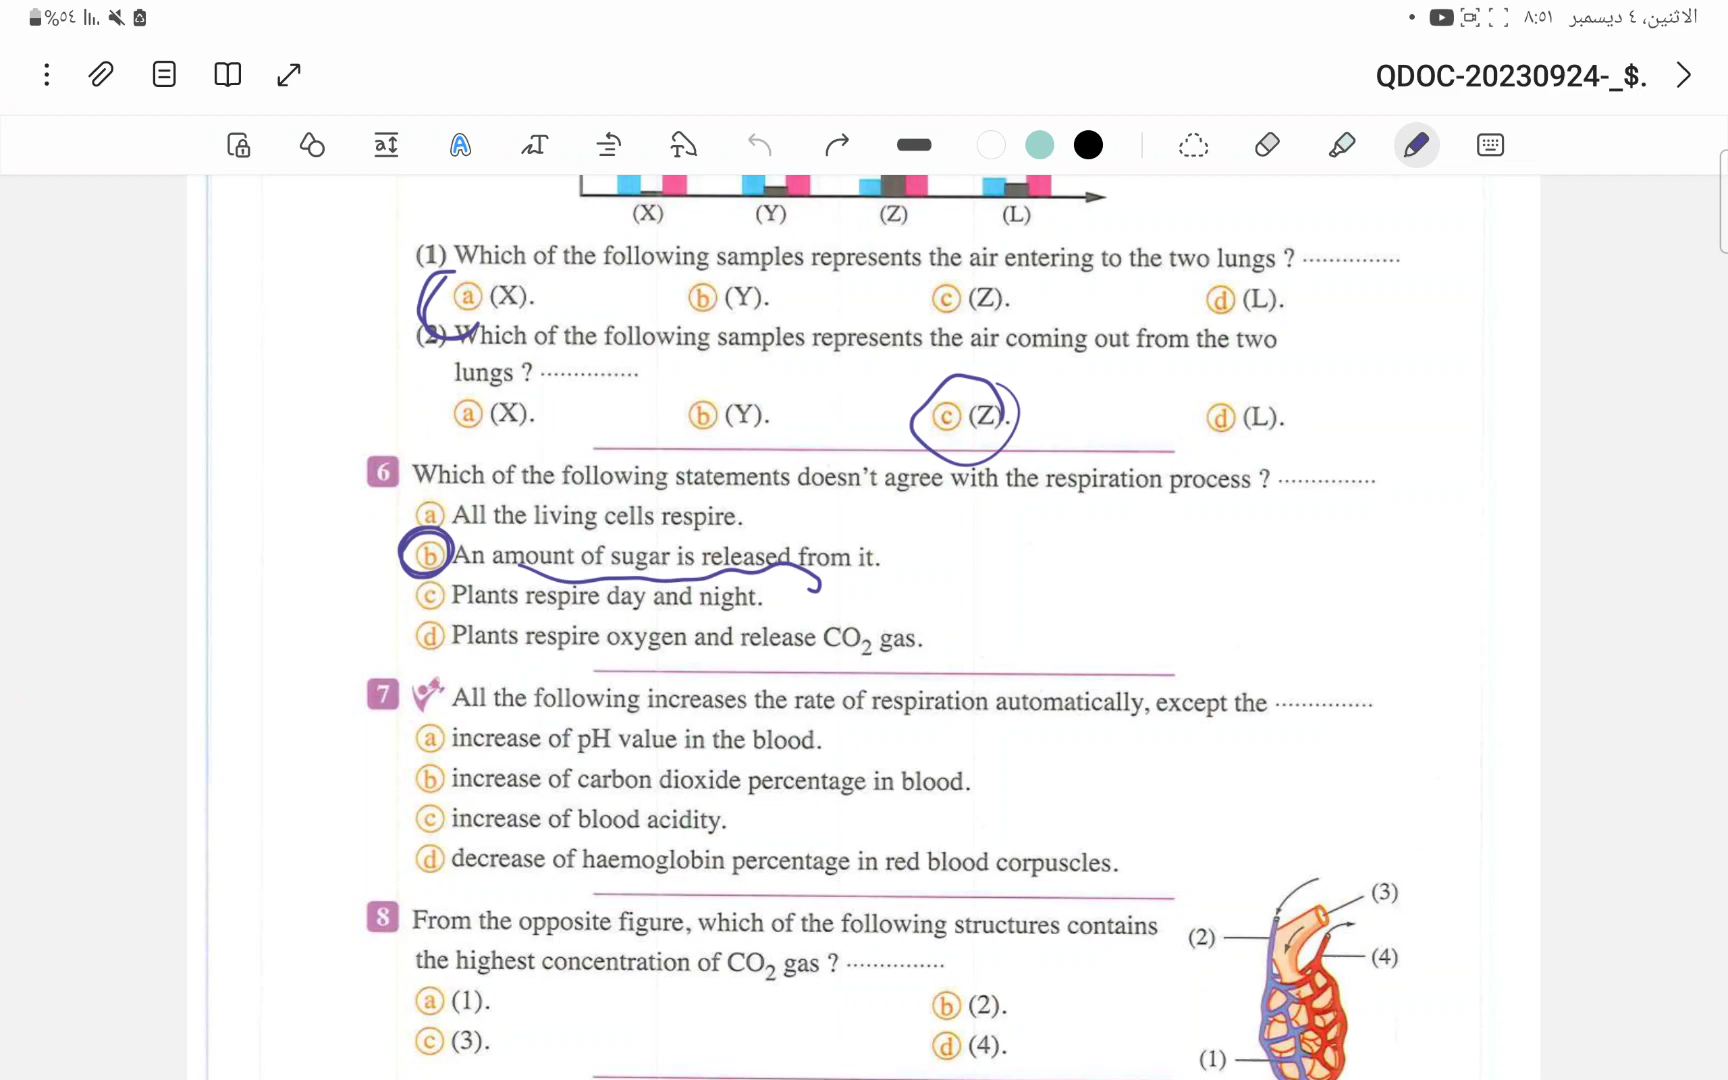 %٥٤
٨:٥١ الاثنين، ٤ ديسمبر
QDOC-20230924-_$.
(X) (Y) (Z) (L)
(1) Which of the following samples represents the air entering to the two lungs ? ...............
a (X). b (Y). c (Z). d (L).
(2) Which of the following samples represents the air coming out from the two
lungs ? ...............
a (X). b (Y). c (Z). d (L).
6 Which of the following statements doesn't agree with the respiration process ? ...............
a All the living cells respire.
b An amount of sugar is released from it.
c Plants respire day and night.
d Plants respire oxygen and release CO₂ gas.
7 All the following increases the rate of respiration automatically, except the ...............
a increase of pH value in the blood.
b increase of carbon dioxide percentage in blood.
c increase of blood acidity.
d decrease of haemoglobin percentage in red blood corpuscles.
8 From the opposite figure, which of the following structures contains
the highest concentration of CO₂ gas ? ...............
a (1). b (2).
c (3). d (4).
(3)
(2)
(4)
(1)